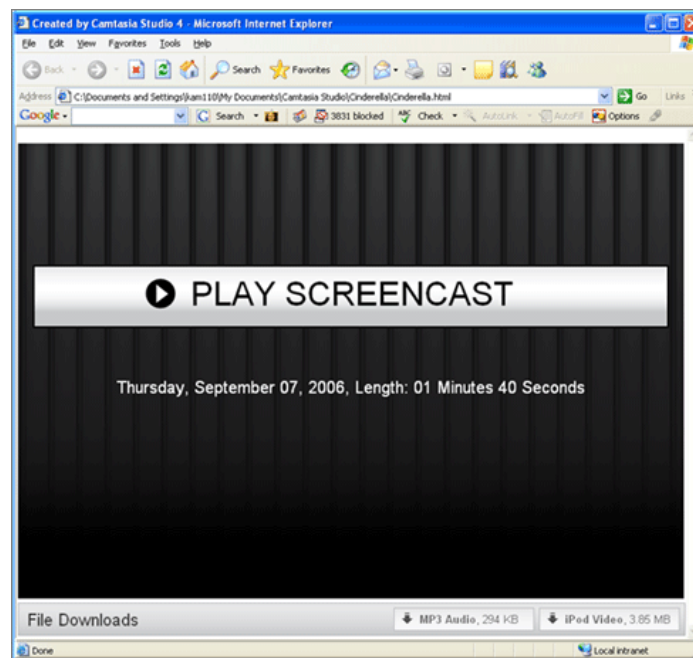 Created by Camtasia Studio 4 - Microsoft Internet Explorer
File Edit View Favorites Tools Help
Back Search Favorites
Address C:\Documents and Settings\kam110\My Documents\Camtasia Studio\Cinderella\Cinderella.html Go Links
Google Search 3831 blocked ABC Check AutoLink AutoFill Options
PLAY SCREENCAST
Thursday, September 07, 2006, Length: 01 Minutes 40 Seconds
File Downloads MP3 Audio, 294 KB iPod Video, 3.85 MB
Done Local intranet